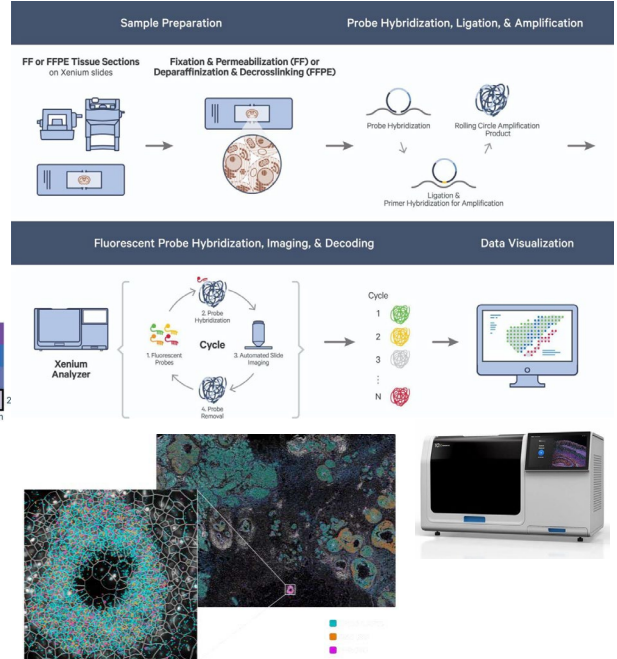 Sample Preparation
Probe Hybridization, Ligation, & Amplification
FF or FFPE Tissue Sections
on Xenium slides
Fixation & Permeabilization (FF) or
Deparaffinization & Decrosslinking (FFPE)
Probe Hybridization
Rolling Circle Amplification
Product
Ligation &
Primer Hybridization for Amplification
Fluorescent Probe Hybridization, Imaging, & Decoding
Data Visualization
Xenium
Analyzer
2. Probe
Hybridization
1. Fluorescent
Probes
Cycle
3. Automated Slide
Imaging
4. Probe
Removal
Cycle
1
2
3
⋮
N
2